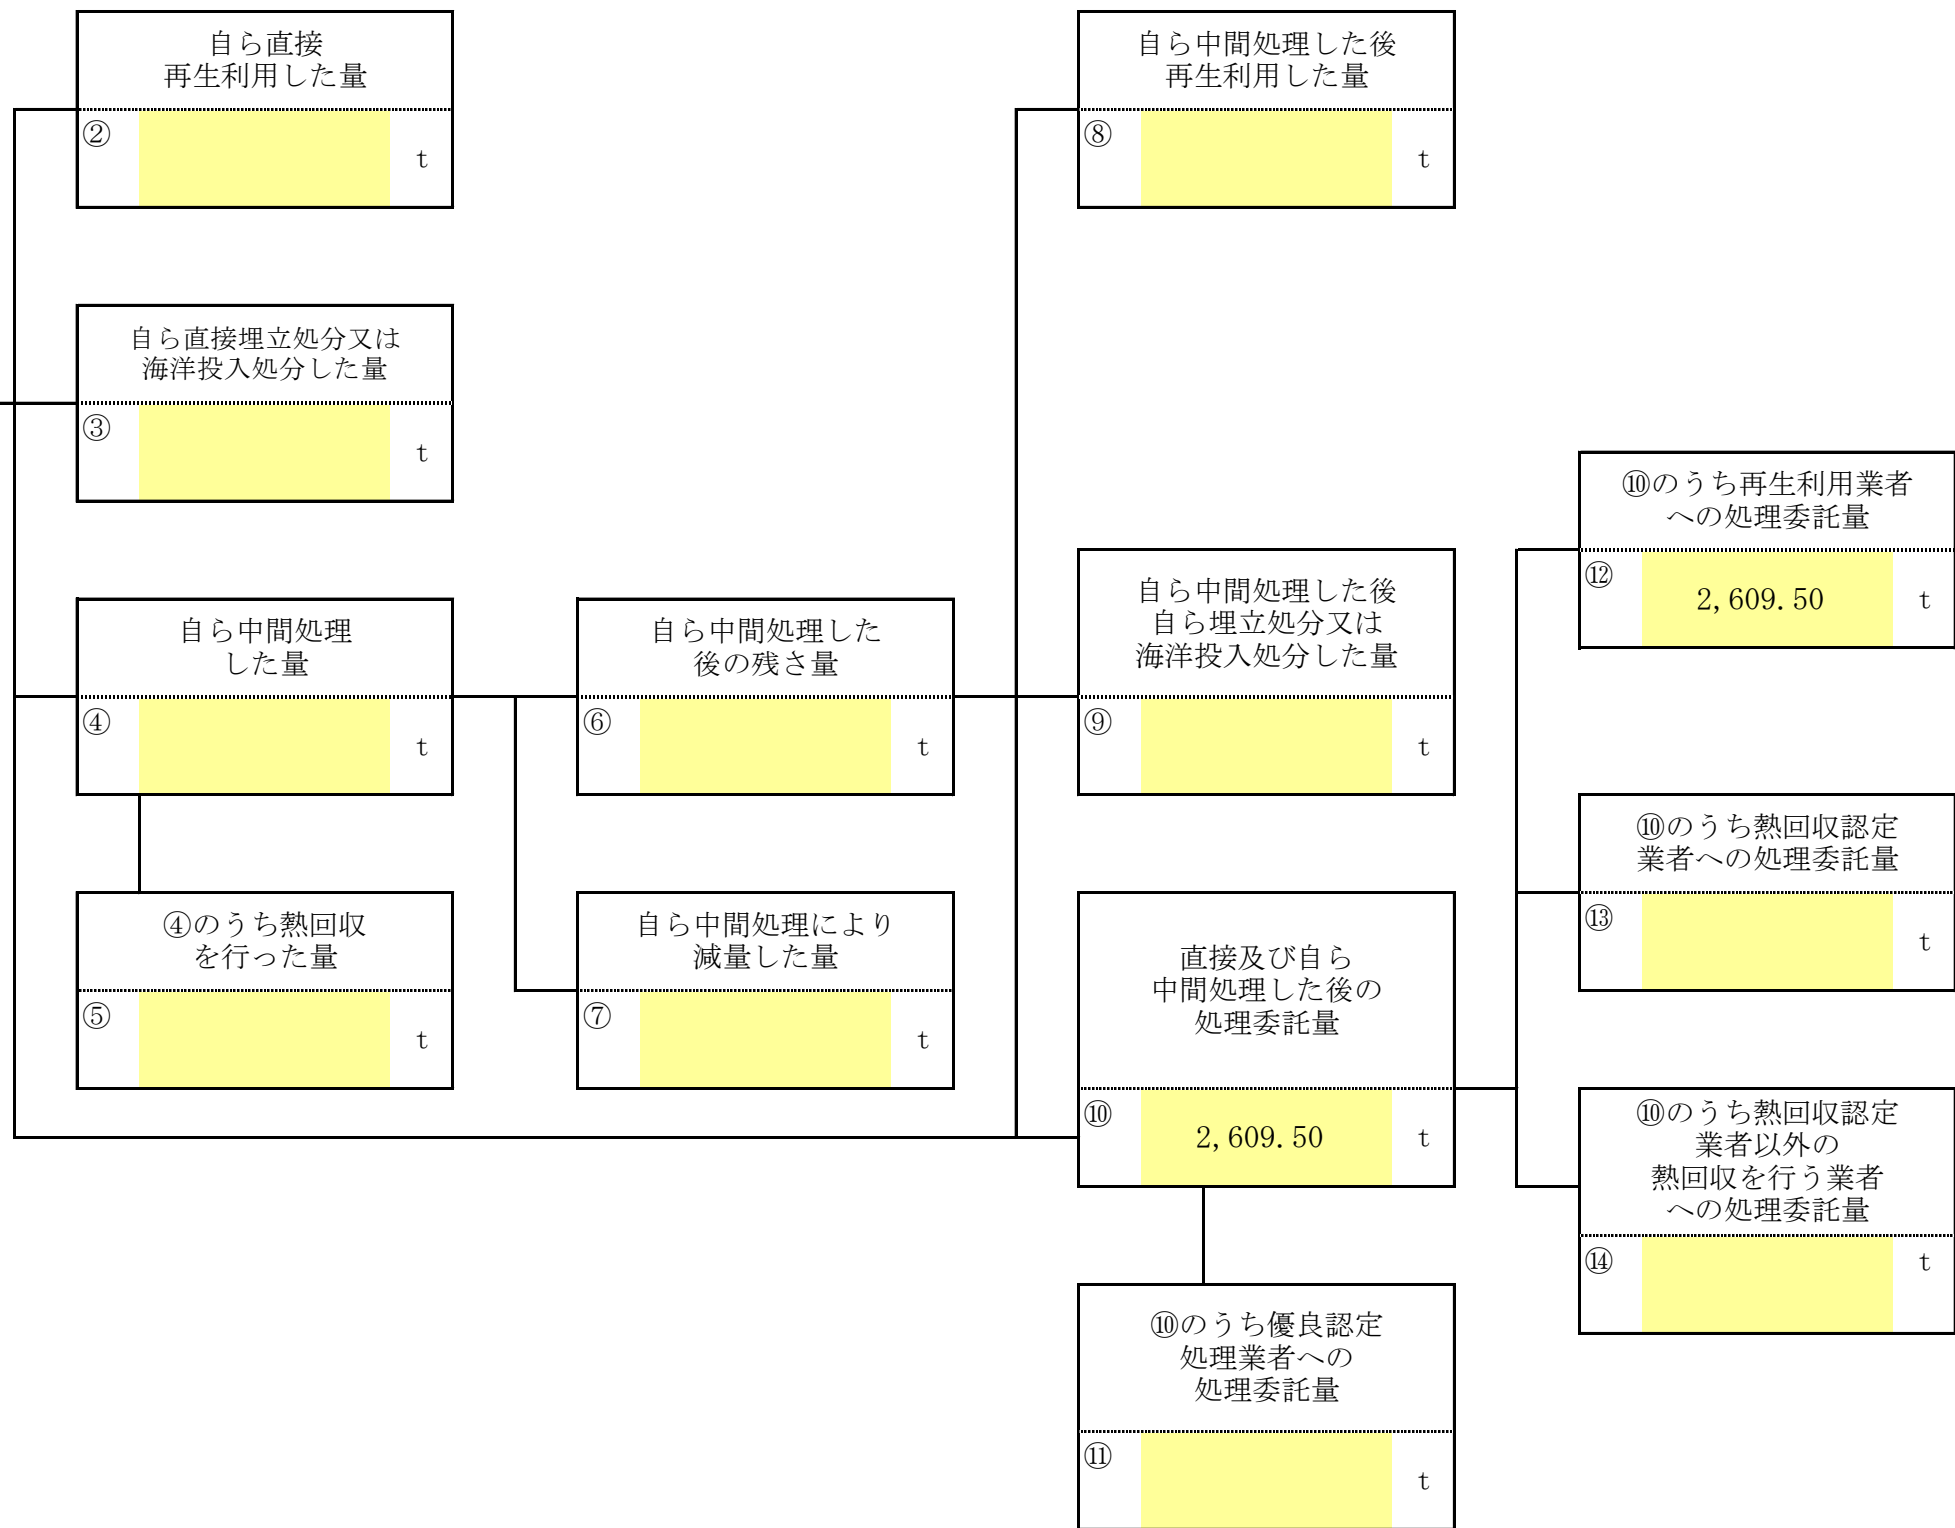 自ら直接
再生利用した量
②
t
自ら中間処理した後
再生利用した量
⑧
t
自ら直接埋立処分又は
海洋投入処分した量
③
t
⑩のうち再生利用業者
への処理委託量
⑫
2,609.50
t
自ら中間処理
した量
④
t
自ら中間処理した
後の残さ量
⑥
t
自ら中間処理した後
自ら埋立処分又は
海洋投入処分した量
⑨
t
⑩のうち熱回収認定
業者への処理委託量
⑬
t
④のうち熱回収
を行った量
⑤
t
自ら中間処理により
減量した量
⑦
t
直接及び自ら
中間処理した後の
処理委託量
⑩
2,609.50
t
⑩のうち熱回収認定
業者以外の
熱回収を行う業者
への処理委託量
⑭
t
⑩のうち優良認定
処理業者への
処理委託量
⑪
t